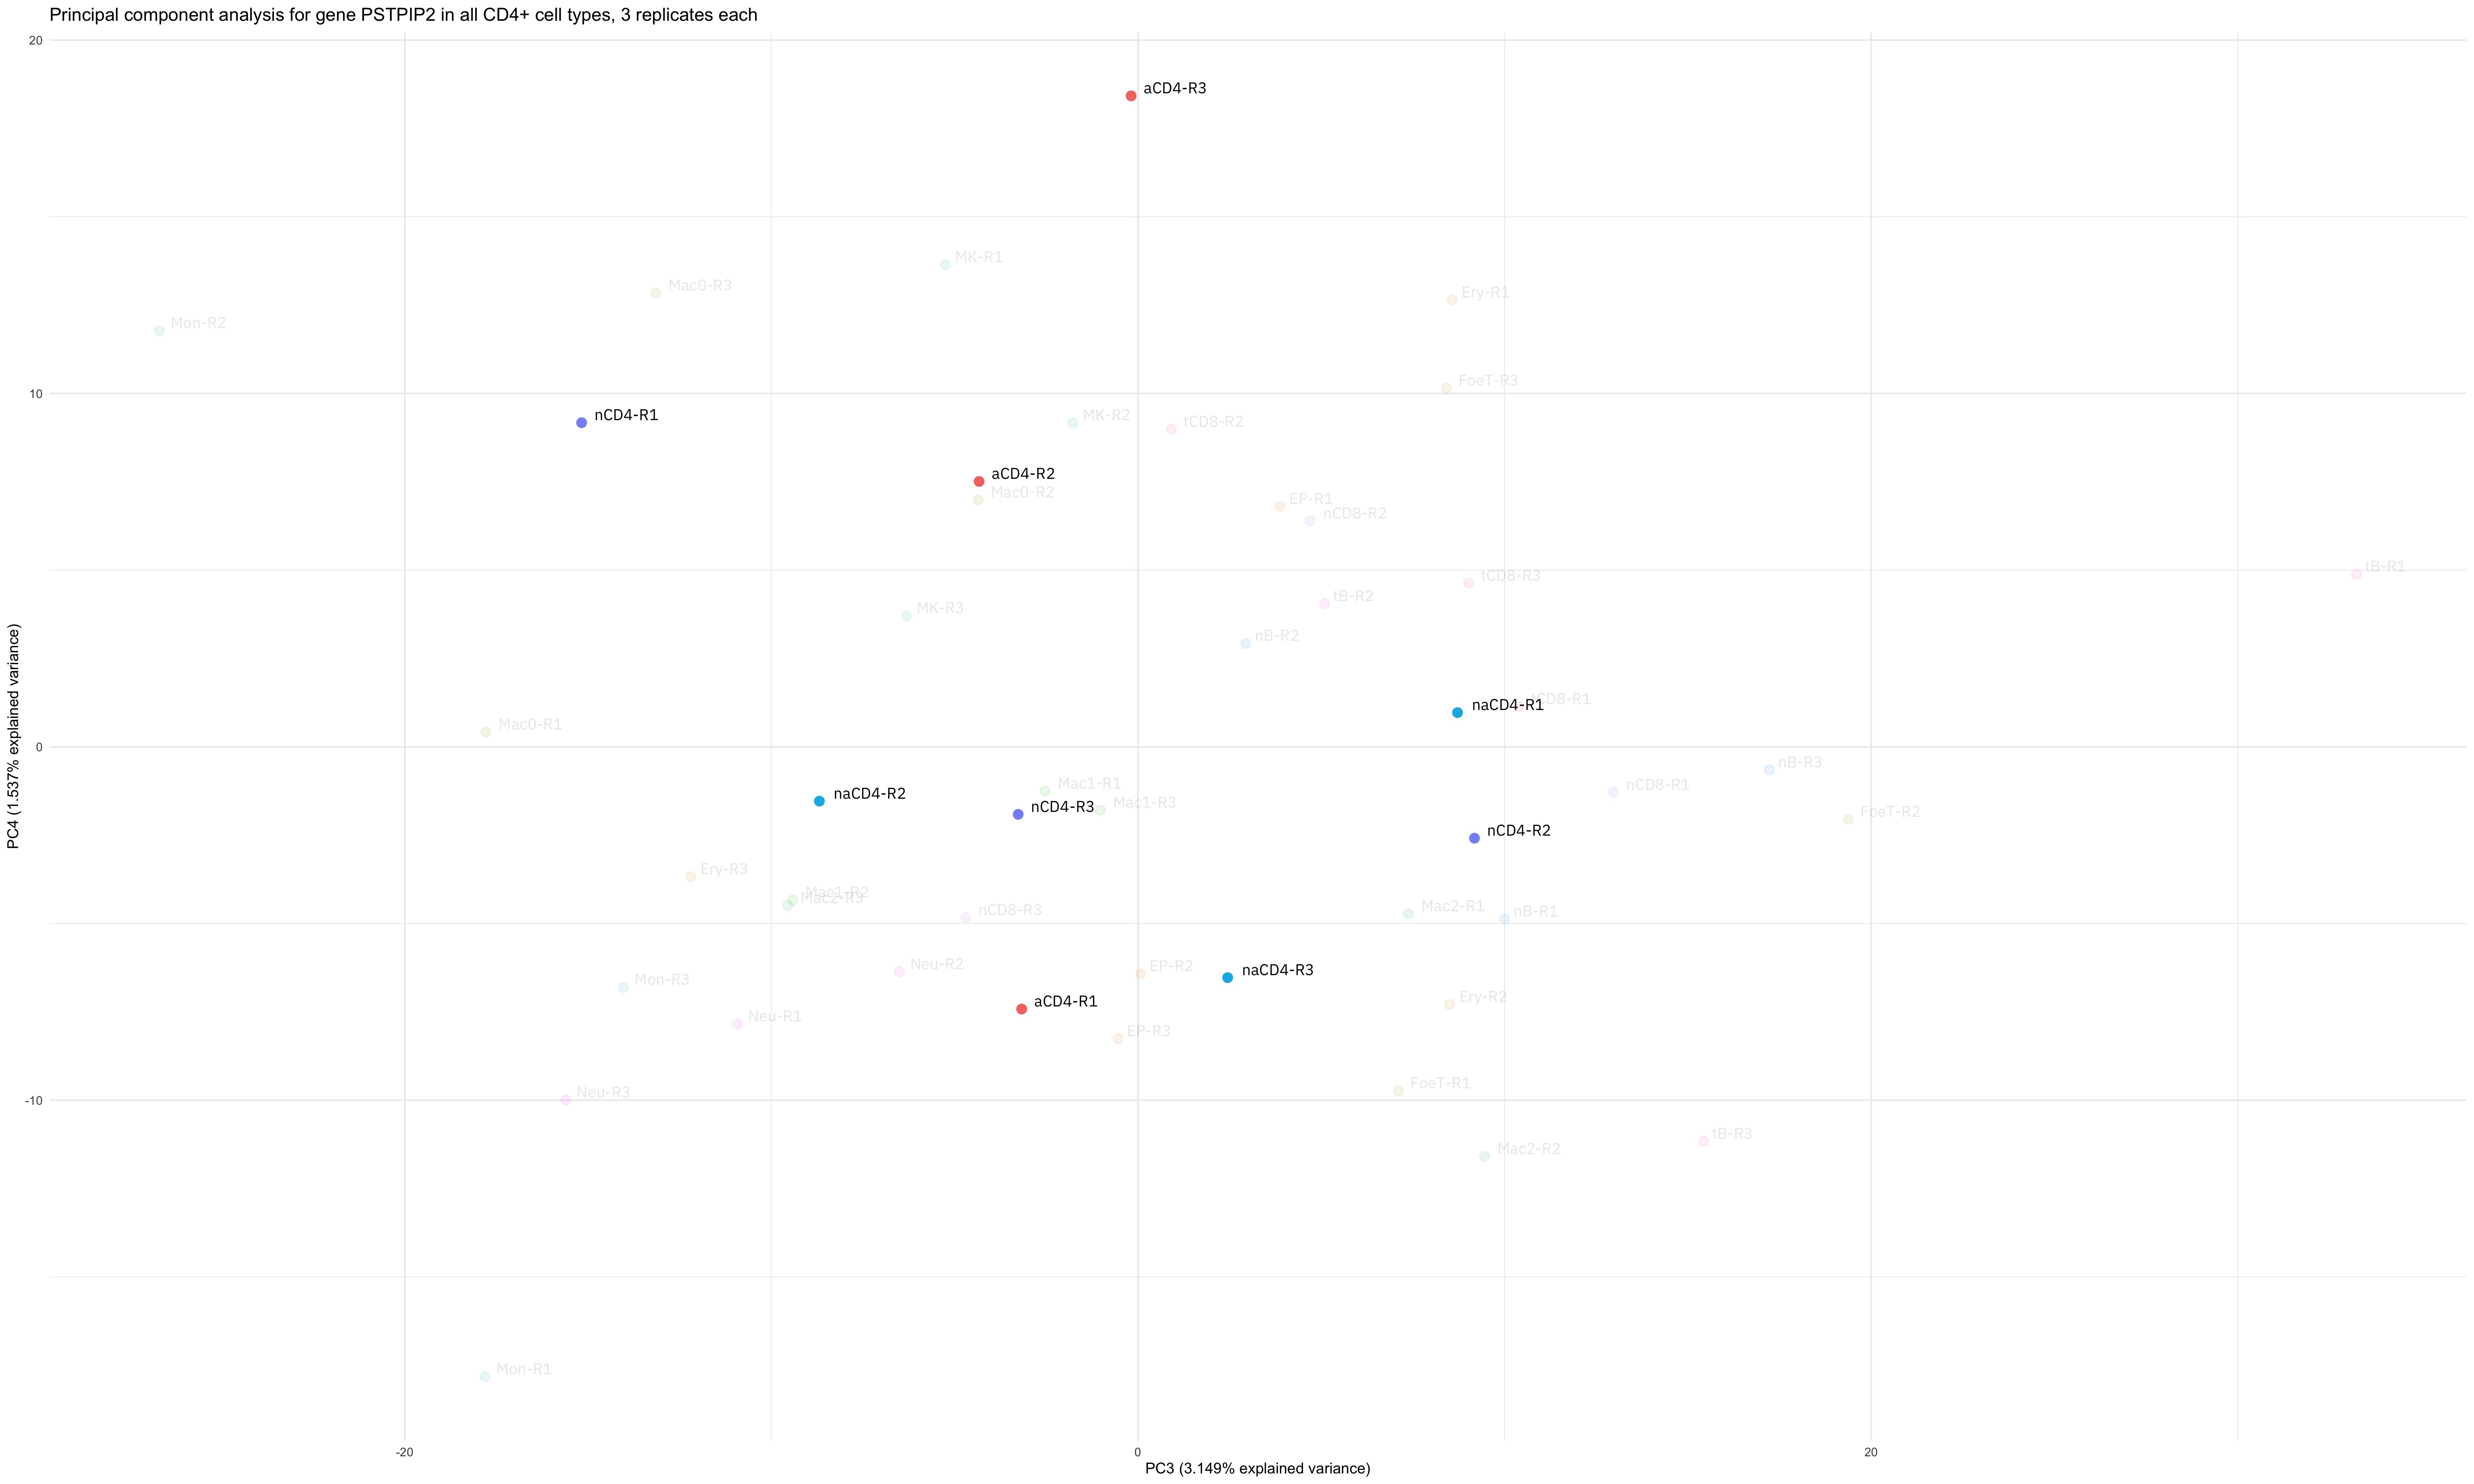 Principal component analysis for gene PSTPIP2 in all CD4+ cell types, 3 replicates each
20
aCD4-R3
MK-R1
Mac0-R3
Ery-R1
Mon-R2
FoeT-R3
10
nCD4-R1
MK-R2
tCD8-R2
aCD4-R2
Mac0-R2
EP-R1
nCD8-R2
tB-R1
tCD8-R3
tB-R2
MK-R3
nB-R2
tCD8-R1
naCD4-R1
Mac0-R1
0
nB-R3
Mac1-R1
nCD8-R1
naCD4-R2
nCD4-R3
Mac1-R3
FoeT-R2
nCD4-R2
Ery-R3
Mac1-R2
Mac2-R3
Mac2-R1
nCD8-R3
nB-R1
Neu-R2
EP-R2
naCD4-R3
Mon-R3
Ery-R2
aCD4-R1
Neu-R1
EP-R3
FoeT-R1
Neu-R3
-10
tB-R3
Mac2-R2
Mon-R1
PC4 (1.537% explained variance)
-20
0
20
PC3 (3.149% explained variance)